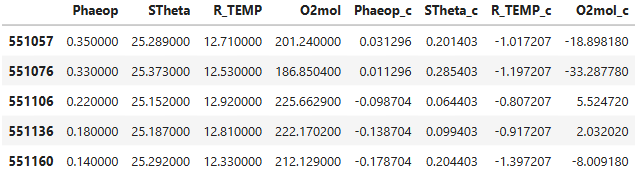 Phaeop STheta R_TEMP O2mol Phaeop_c STheta_c R_TEMP_c O2mol_c
551057 0.350000 25.289000 12.710000 201.240000 0.031296 0.201403 -1.017207 -18.898180
551076 0.330000 25.373000 12.530000 186.850400 0.011296 0.285403 -1.197207 -33.287780
551106 0.220000 25.152000 12.920000 225.662900 -0.098704 0.064403 -0.807207 5.524720
551136 0.180000 25.187000 12.810000 222.170200 -0.138704 0.099403 -0.917207 2.032020
551160 0.140000 25.292000 12.330000 212.129000 -0.178704 0.204403 -1.397207 -8.009180